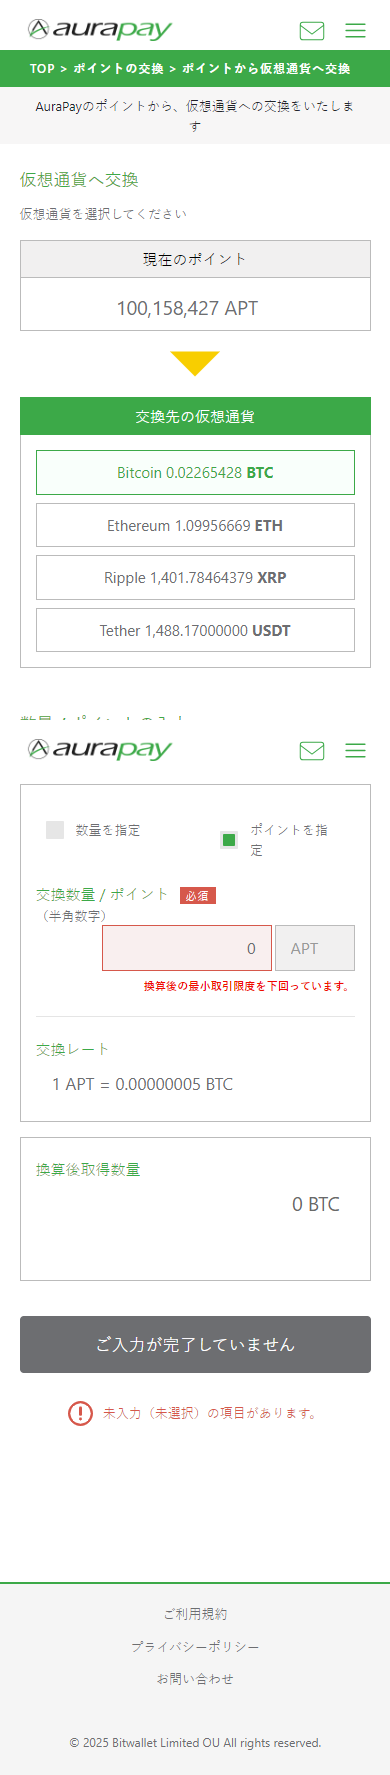 aurapay
TOP > ポイントの交換 > ポイントから仮想通貨へ交換
AuraPayのポイントから、仮想通貨への交換をいたしま
す
仮想通貨へ交換
仮想通貨を選択してください
現在のポイント
100,158,427 APT
交換先の仮想通貨
Bitcoin 0.02265428 BTC
Ethereum 1.09956669 ETH
Ripple 1,401.78464379 XRP
Tether 1,488.17000000 USDT
aurapay
数量を指定
ポイントを指
定
交換数量 / ポイント 必須
（半角数字）
0 APT
換算後の最小取引限度を下回っています。
交換レート
1 APT = 0.00000005 BTC
換算後取得数量
0 BTC
ご入力が完了していません
未入力（未選択）の項目があります。
ご利用規約
プライバシーポリシー
お問い合わせ
© 2025 Bitwallet Limited OU All rights reserved.